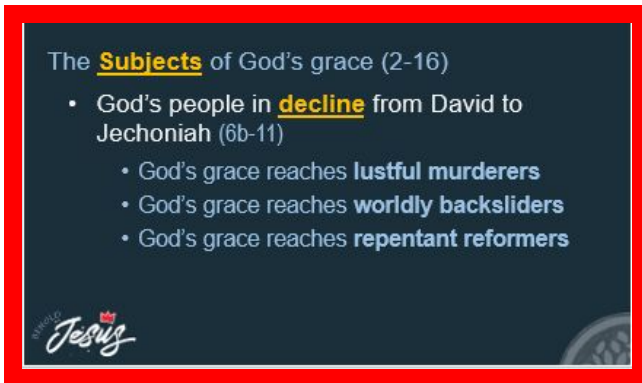 The Subjects of God's grace (2-16)
• God's people in decline from David to
Jechoniah (6b-11)
• God's grace reaches lustful murderers
• God's grace reaches worldly backsliders
• God's grace reaches repentant reformers
BEHOLD
Jesus